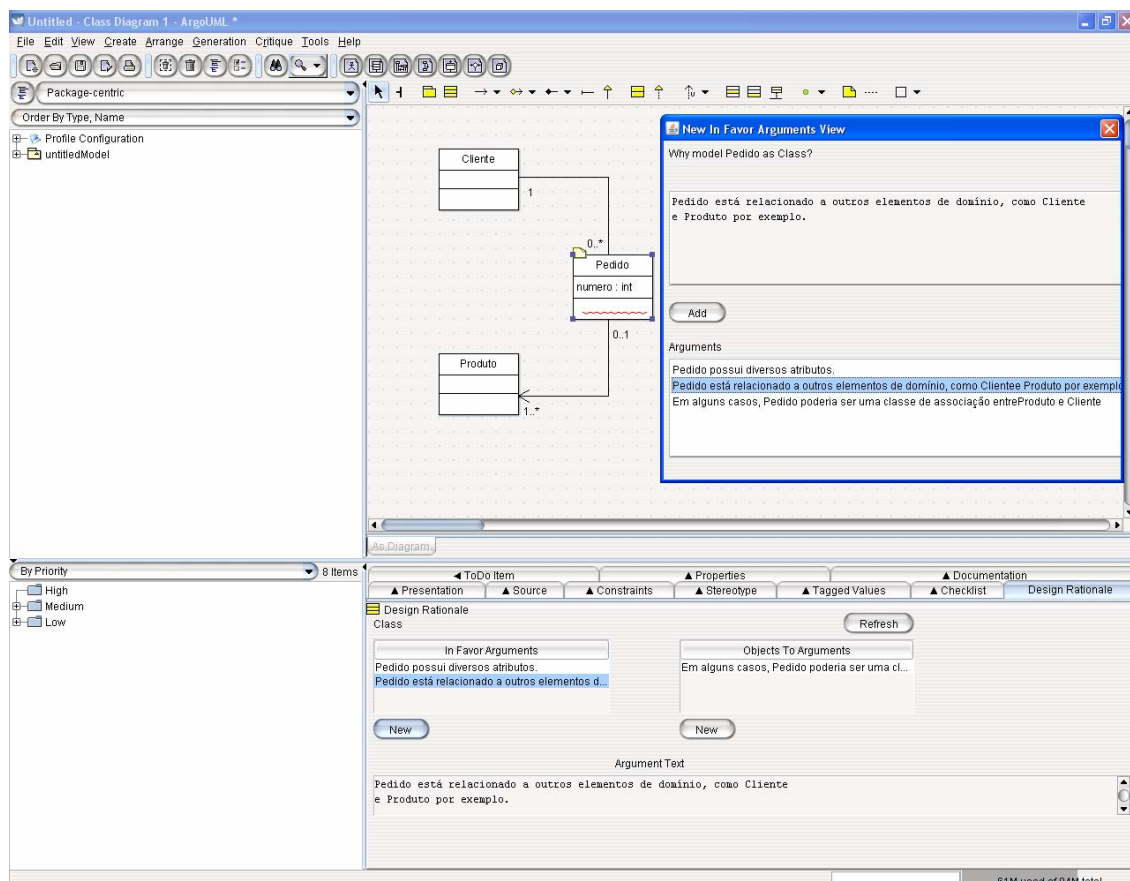 Untitled - Class Diagram 1 - ArgoUML *
File Edit View Create Arrange Generation Critique Tools Help
Package-centric
Order By Type, Name
Profile Configuration
untitledModel
Cliente
1
0..*
Pedido
numero : int
0..1
Produto
1..*
New In Favor Arguments View
Why model Pedido as Class?
Pedido está relacionado a outros elementos de domínio, como Cliente
e Produto por exemplo.
Add
Arguments
Pedido possui diversos atributos.
Pedido está relacionado a outros elementos de domínio, como Clientee Produto por exemplo
Em alguns casos, Pedido poderia ser uma classe de associação entreProduto e Cliente
As Diagram
By Priority 8 Items
High
Medium
Low
ToDo Item Properties Documentation
Presentation Source Constraints Stereotype Tagged Values Checklist Design Rationale
Design Rationale
Class
Refresh
In Favor Arguments Objects To Arguments
Pedido possui diversos atributos. Em alguns casos, Pedido poderia ser uma cl...
Pedido está relacionado a outros elementos d...
New New
Argument Text
Pedido está relacionado a outros elementos de domínio, como Cliente
e Produto por exemplo.
61M used of 94M total